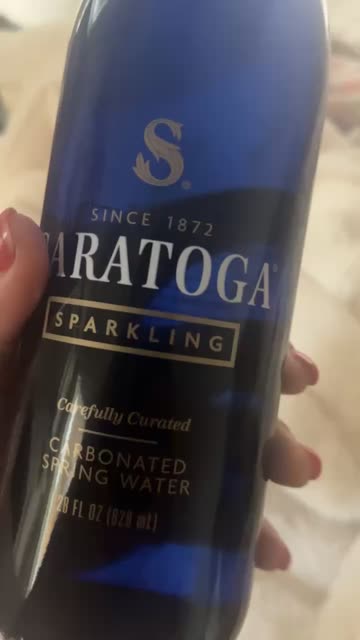 S®
SINCE 1872
SARATOGA®
SPARKLING
Carefully Curated
CARBONATED
SPRING WATER
28 FL OZ (828 mL)